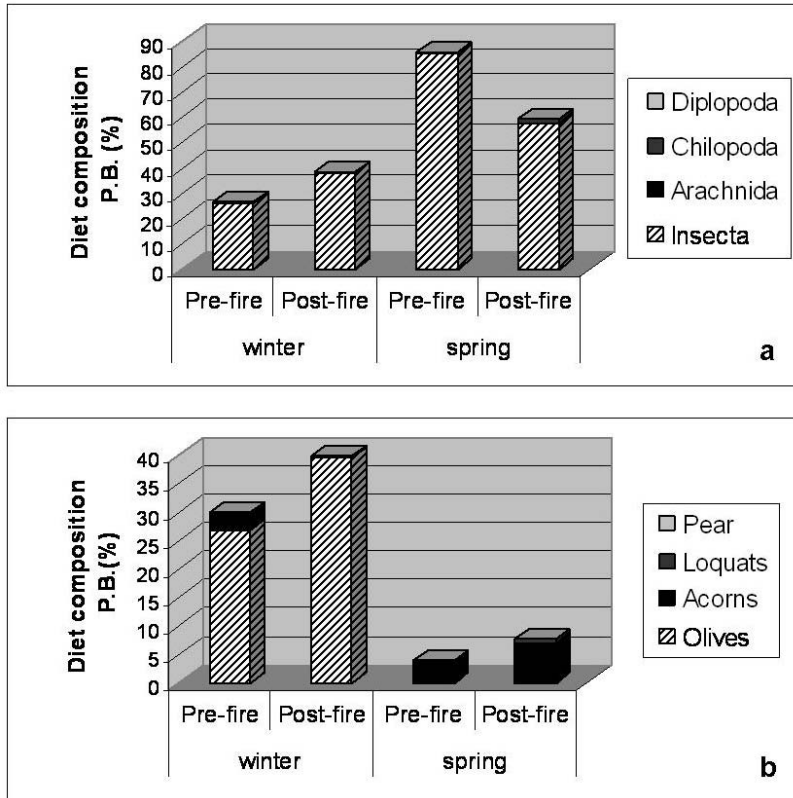 Diet composition
P.B. (%)
90
80
70
60
50
40
30
20
10
0
Pre-fire Post-fire Pre-fire Post-fire
winter spring
Diplopoda
Chilopoda
Arachnida
Insecta
a
Diet composition
P.B.(%)
40
35
30
25
20
15
10
5
0
Pre-fire Post-fire Pre-fire Post-fire
winter spring
Pear
Loquats
Acorns
Olives
b